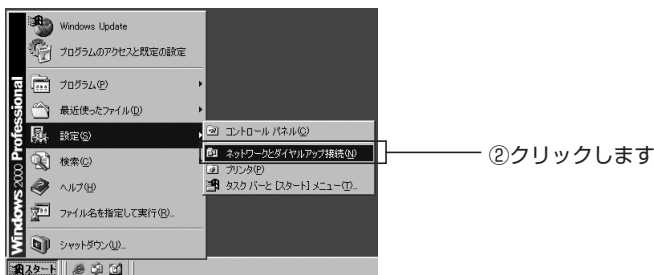 Windows Update
プログラムのアクセスと既定の設定
プログラム(P)
最近使ったファイル(D)
設定(S)
検索(C)
ヘルプ(H)
ファイル名を指定して実行(R)...
シャットダウン(U)...
Windows 2000 Professional
コントロール パネル(C)
ネットワークとダイヤルアップ接続(N)
プリンタ(P)
タスク バーと [スタート] メニュー(T)...
②クリックします
スタート